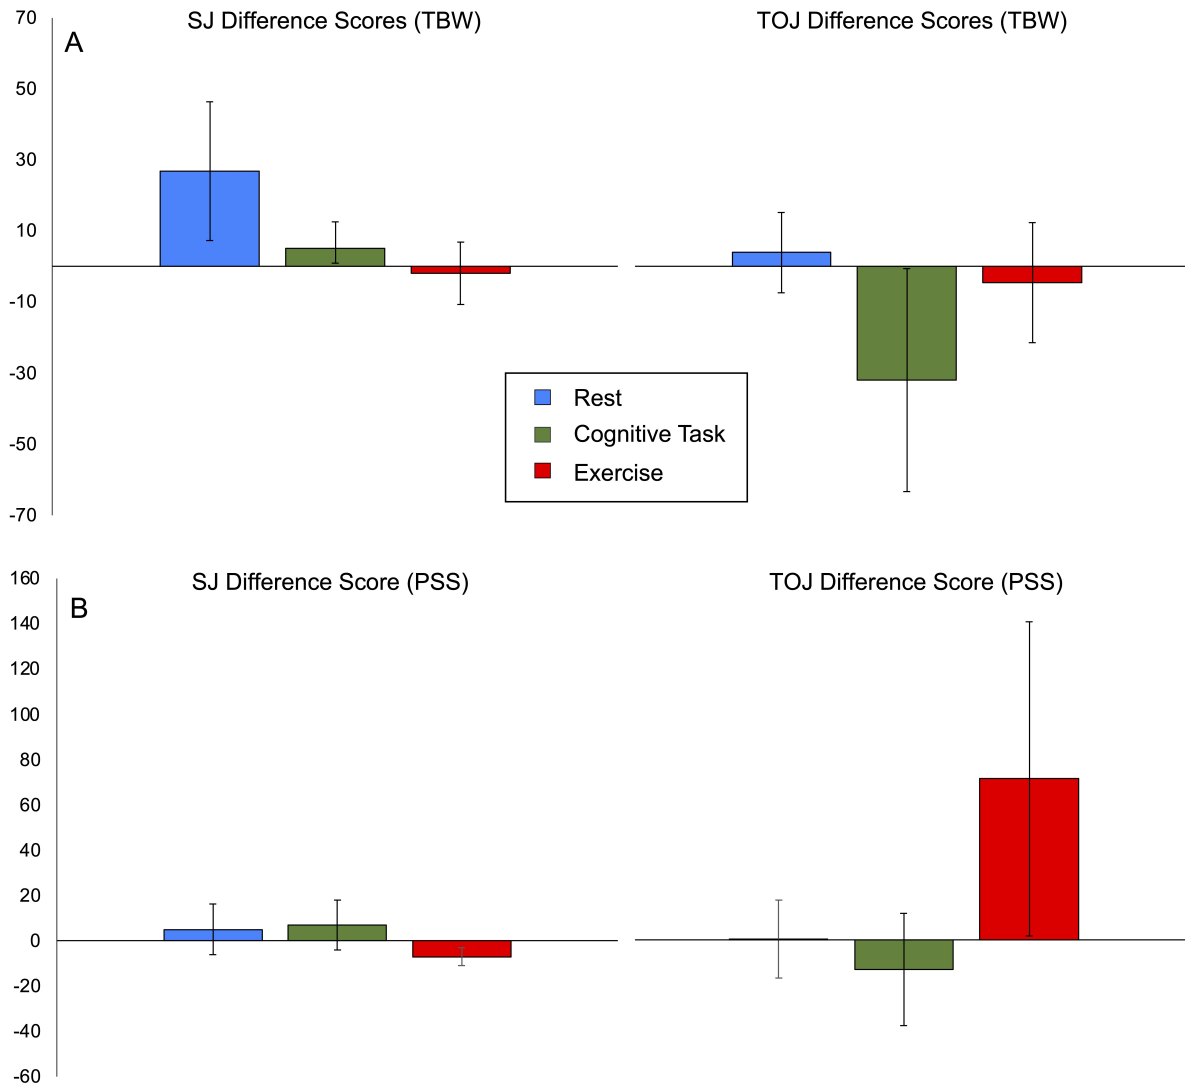 SJ Difference Scores (TBW)
TOJ Difference Scores (TBW)
A
70
50
30
10
-10
-30
-50
-70
Rest
Cognitive Task
Exercise
SJ Difference Score (PSS)
TOJ Difference Score (PSS)
B
160
140
120
100
80
60
40
20
0
-20
-40
-60